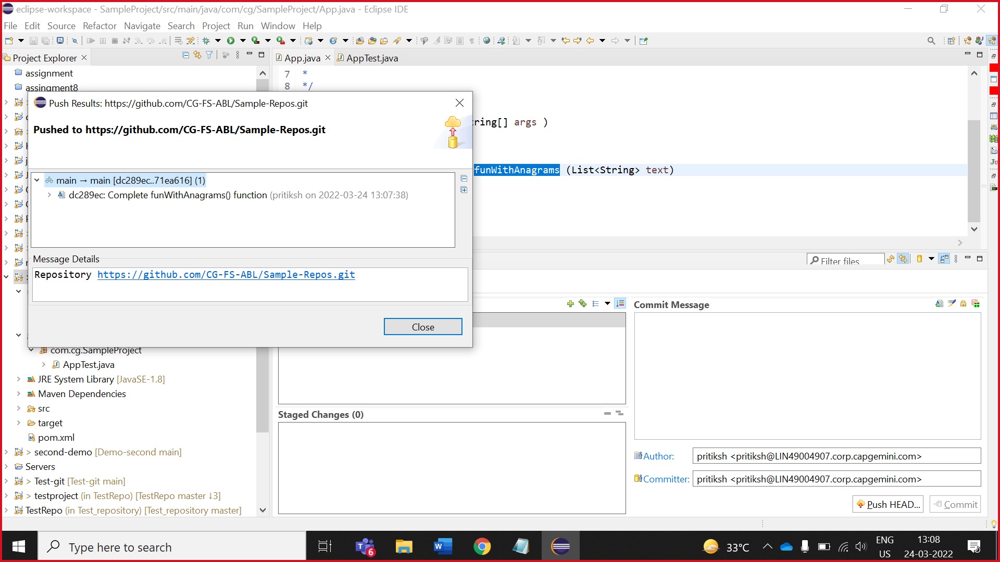 eclipse-workspace - SampleProject/src/main/java/com/cg/SampleProject/App.java - Eclipse IDE
File Edit Source Refactor Navigate Search Project Run Window Help
Project Explorer
App.java
AppTest.java
assignment
assingment8
7 *
8 */
Push Results: https://github.com/CG-FS-ABL/Sample-Repos.git
Pushed to https://github.com/CG-FS-ABL/Sample-Repos.git
ring[] args )
funWithAnagrams (List<String> text)
main → main [dc289ec..71ea616] (1)
dc289ec: Complete funWithAnagrams() function (pritiksh on 2022-03-24 13:07:38)
Message Details
Repository https://github.com/CG-FS-ABL/Sample-Repos.git
Close
Filter files
Commit Message
com.cg.SampleProject
AppTest.java
JRE System Library [JavaSE-1.8]
Maven Dependencies
src
target
pom.xml
> second-demo [Demo-second main]
Servers
> Test-git [Test-git main]
> testproject (in TestRepo) [TestRepo master ↓3]
TestRepo (in Test_repository) [Test_repository master]
Staged Changes (0)
Author: pritiksh <pritiksh@LIN49004907.corp.capgemini.com>
Committer: pritiksh <pritiksh@LIN49004907.corp.capgemini.com>
Push HEAD...
Commit
Type here to search
6
33°C
ENG
US
13:08
24-03-2022